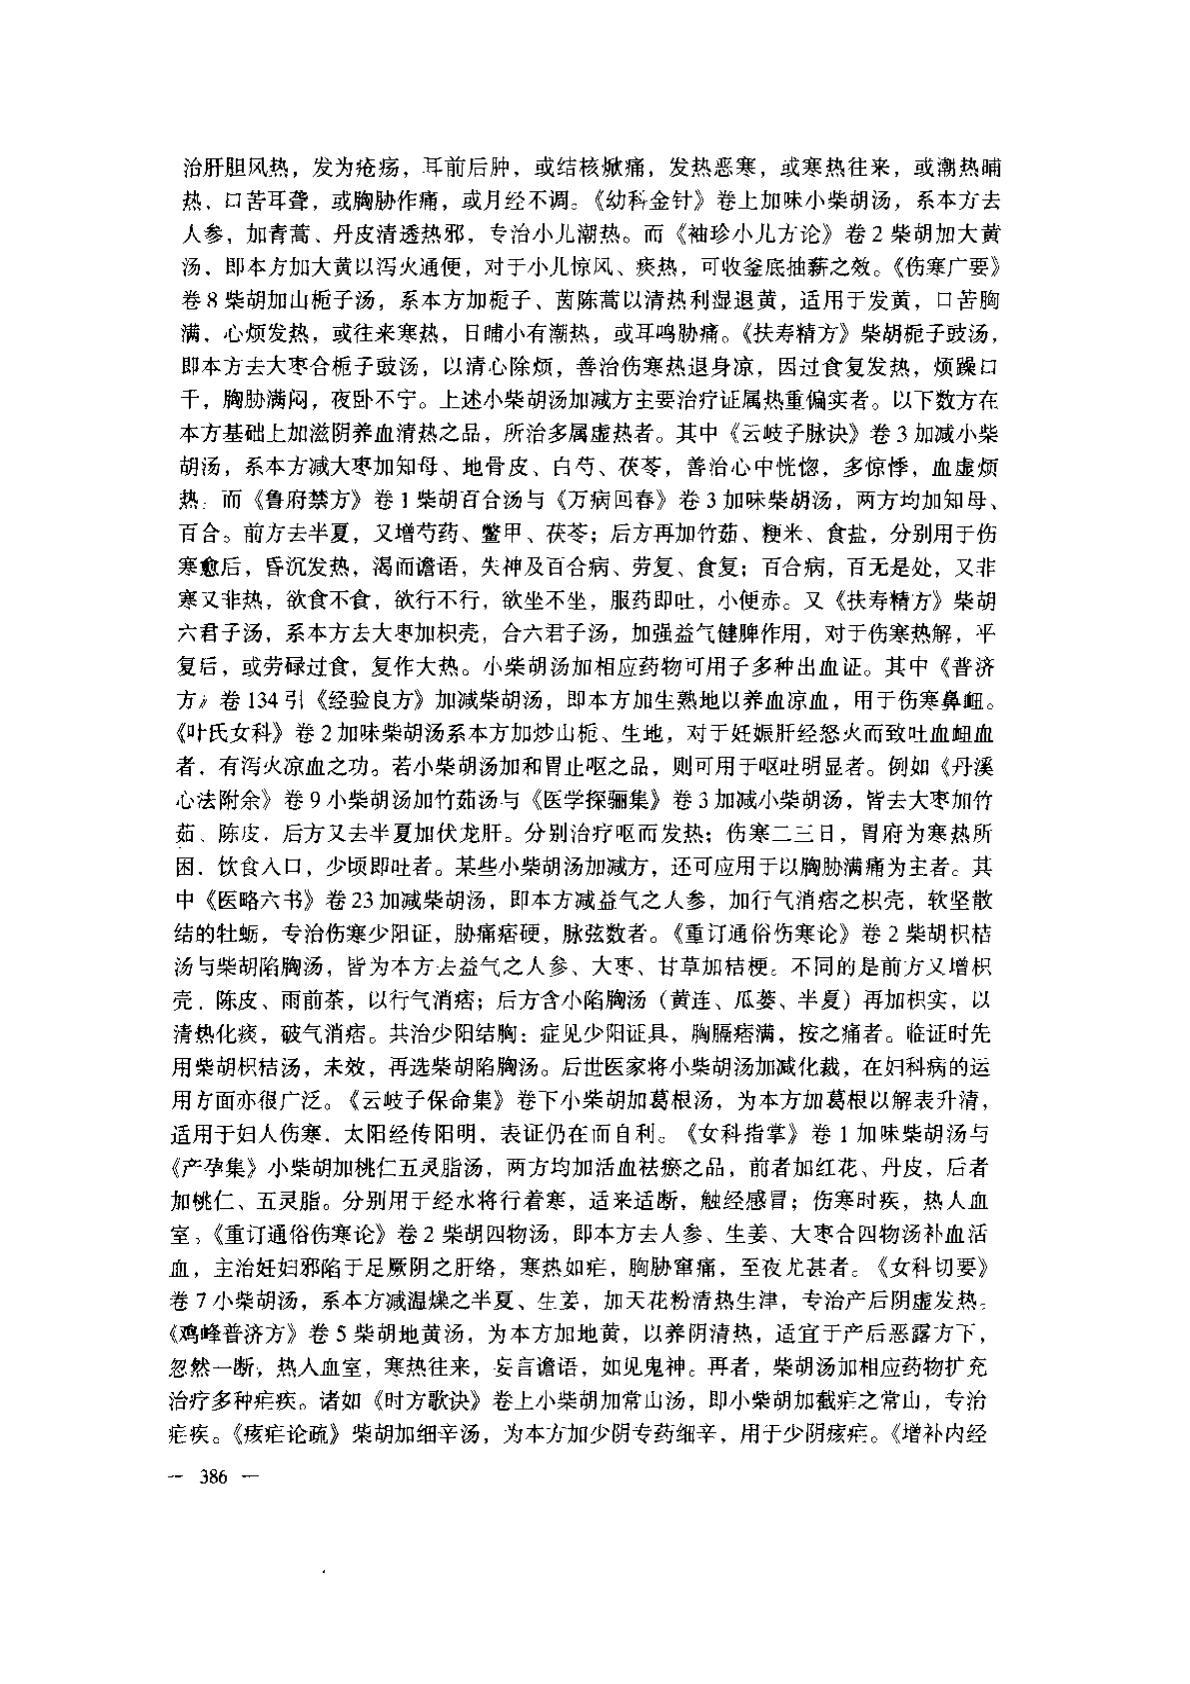 治肝胆风热，发为疮疡，耳前后肿，或结核焮痛，发热恶寒，或寒热往来，或潮热晡
热，口苦耳聋，或胸胁作痛，或月经不调。《幼科金针》卷上加味小柴胡汤，系本方去
人参，加青蒿、丹皮清透热邪，专治小儿潮热。而《袖珍小儿方论》卷2柴胡加大黄
汤，即本方加大黄以泻火通便，对于小儿惊风、痰热，可收釜底抽薪之效。《伤寒广要》
卷8柴胡加山栀子汤，系本方加栀子、茵陈蒿以清热利湿退黄，适用于发黄，口苦胸
满，心烦发热，或往来寒热，日晡小有潮热，或耳鸣胁痛。《扶寿精方》柴胡栀子豉汤，
即本方去大枣合栀子豉汤，以清心除烦，善治伤寒热退身凉，因过食复发热，烦躁口
干，胸胁满闷，夜卧不宁。上述小柴胡汤加减方主要治疗证属热重偏实者。以下数方在
本方基础上加滋阴养血清热之品，所治多属虚热者。其中《云岐子脉诀》卷3加减小柴
胡汤，系本方减大枣加知母、地骨皮、白芍、茯苓，善治心中恍惚，多惊悸，血虚烦
热。而《鲁府禁方》卷1柴胡百合汤与《万病回春》卷3加味柴胡汤，两方均加知母、
百合。前方去半夏，又增芍药、鳖甲、茯苓；后方再加竹茹、粳米、食盐，分别用于伤
寒愈后，昏沉发热，渴而谵语，失神及百合病、劳复、食复；百合病，百无是处，又非
寒又非热，欲食不食，欲行不行，欲坐不坐，服药即吐，小便赤。又《扶寿精方》柴胡
六君子汤，系本方去大枣加枳壳，合六君子汤，加强益气健脾作用，对于伤寒热解，平
复后，或劳碌过食，复作大热。小柴胡汤加相应药物可用子多种出血证。其中《普济
方》卷134引《经验良方》加减柴胡汤，即本方加生熟地以养血凉血，用于伤寒鼻衄。
《叶氏女科》卷2加味柴胡汤系本方加炒山栀、生地，对于妊娠肝经怒火而致吐血衄血
者，有泻火凉血之功。若小柴胡汤加和胃止呕之品，则可用于呕吐明显者。例如《丹溪
心法附余》卷9小柴胡汤加竹茹汤与《医学探骊集》卷3加减小柴胡汤，皆去大枣加竹
茹、陈皮，后方又去半夏加伏龙肝。分别治疗呕而发热；伤寒二三日，胃府为寒热所
困，饮食入口，少顷即吐者。某些小柴胡汤加减方，还可应用于以胸胁满痛为主者。其
中《医略六书》卷23加减柴胡汤，即本方减益气之人参，加行气消痞之枳壳，软坚散
结的牡蛎，专治伤寒少阳证，胁痛痞硬，脉弦数者。《重订通俗伤寒论》卷2柴胡枳桔
汤与柴胡陷胸汤，皆为本方去益气之人参、大枣、甘草加桔梗。不同的是前方又增枳
壳、陈皮、雨前茶，以行气消痞；后方含小陷胸汤（黄连、瓜蒌、半夏）再加枳实，以
清热化痰，破气消痞。共治少阳结胸：症见少阳证具，胸膈痞满，按之痛者。临证时先
用柴胡枳桔汤，未效，再选柴胡陷胸汤。后世医家将小柴胡汤加减化裁，在妇科病的运
用方面亦很广泛。《云岐子保命集》卷下小柴胡加葛根汤，为本方加葛根以解表升清，
适用于妇人伤寒，太阳经传阳明，表证仍在而自利。《女科指掌》卷1加味柴胡汤与
《产孕集》小柴胡加桃仁五灵脂汤，两方均加活血祛瘀之品，前者加红花、丹皮，后者
加桃仁、五灵脂。分别用于经水将行着寒，适来适断，触经感冒；伤寒时疾，热人血
室，《重订通俗伤寒论》卷2柴胡四物汤，即本方去人参、生姜、大枣合四物汤补血活
血，主治妊妇邪陷于足厥阴之肝络，寒热如疟，胸胁窜痛，至夜尤甚者。《女科切要》
卷7小柴胡汤，系本方减温燥之半夏、生姜，加天花粉清热生津，专治产后阴虚发热。
《鸡峰普济方》卷5柴胡地黄汤，为本方加地黄，以养阴清热，适宜于产后恶露方下，
忽然一断，热人血室，寒热往来，妄言谵语，如见鬼神。再者，柴胡汤加相应药物扩充
治疗多种疟疾。诸如《时方歌诀》卷上小柴胡加常山汤，即小柴胡加截疟之常山，专治
疟疾。《痎疟论疏》柴胡加细辛汤，为本方加少阴专药细辛，用于少阴痎疟。《增补内经
— 386 —